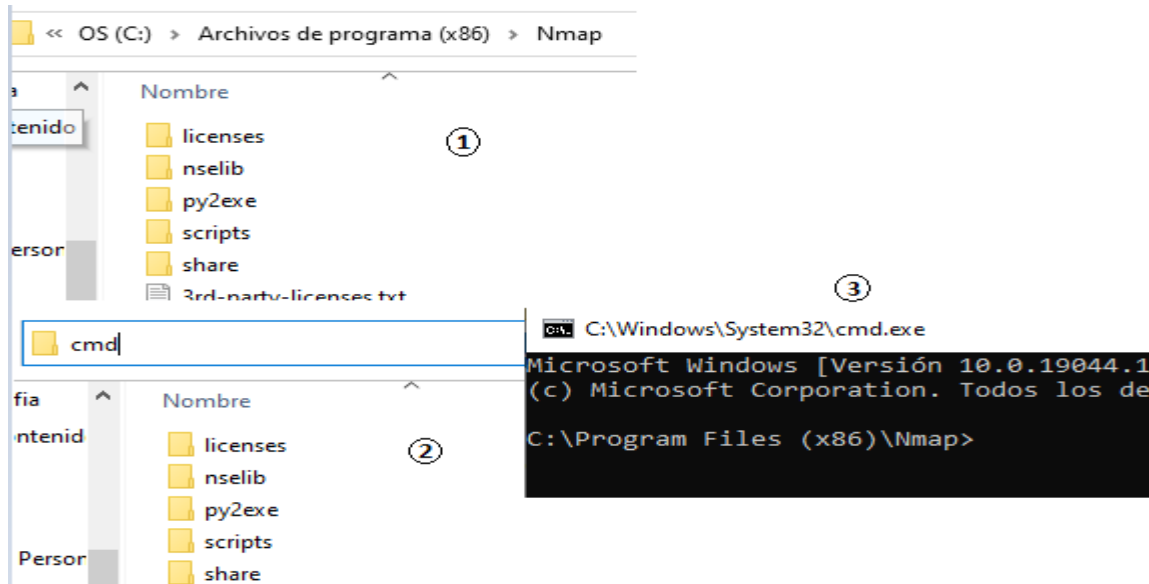 « OS (C:) > Archivos de programa (x86) > Nmap
Nombre
tenido
licenses
①
nselib
py2exe
scripts
share
3rd-party-licenses.txt
cmd
Nombre
licenses
②
nselib
py2exe
scripts
share
fia
ntenid
Person
③
C:\Windows\System32\cmd.exe
Microsoft Windows [Versión 10.0.19044.1
(c) Microsoft Corporation. Todos los de
C:\Program Files (x86)\Nmap>